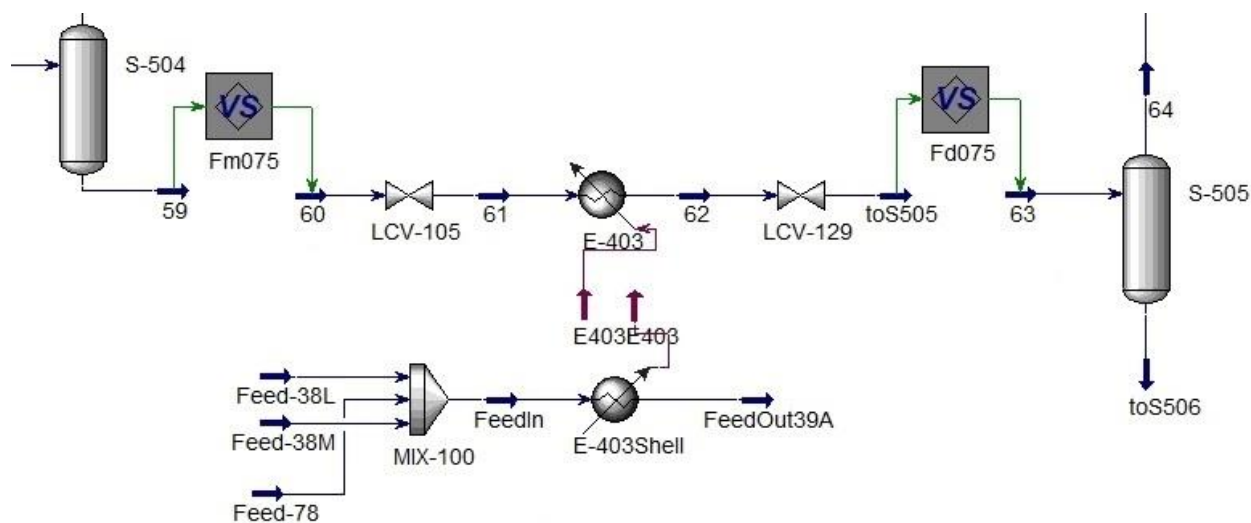 S-504
VS
Fm075
59
60
LCV-105
61
E-403
62
LCV-129
toS505
VS
Fd075
63
64
S-505
toS506
E403E403
Feed-38L
Feed-38M
Feed-78
MIX-100
FeedIn
E-403Shell
FeedOut39A